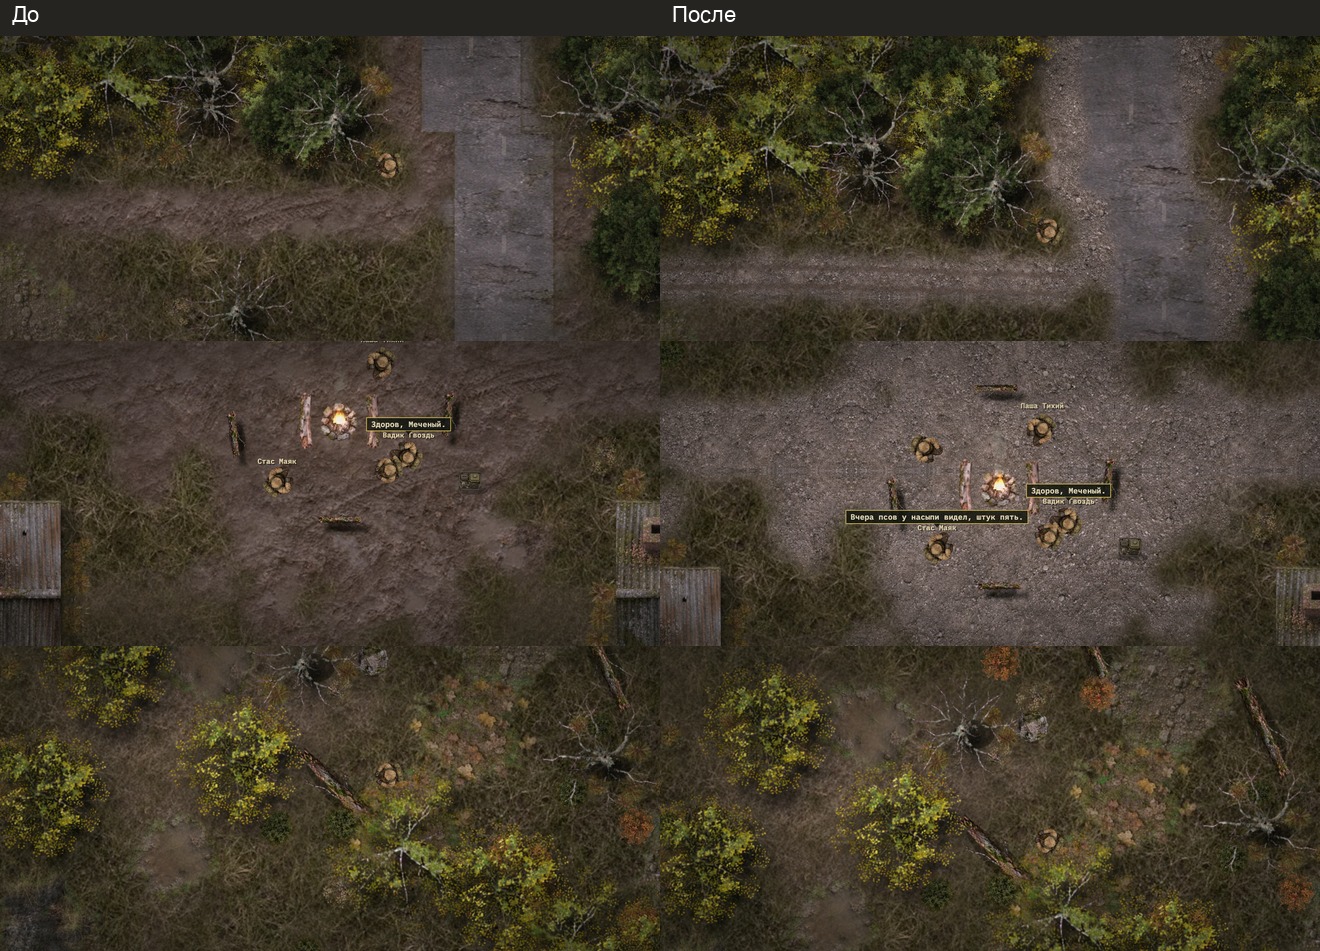 До
После
Здоров, Меченый.
Вадик Гвоздь
Стас Маяк
Паша Тихий
Здоров, Меченый.
Вадик Гвоздь
Вчера псов у насыпи видел, штук пять.
Стас Маяк